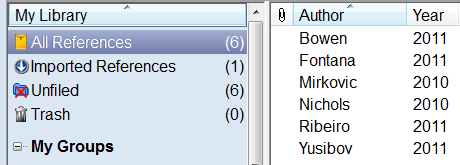 My Library
All References (6)
Imported References (1)
Unfiled (6)
Trash (0)
My Groups
Author Year
Bowen 2011
Fontana 2011
Mirkovic 2010
Nichols 2010
Ribeiro 2011
Yusibov 2011